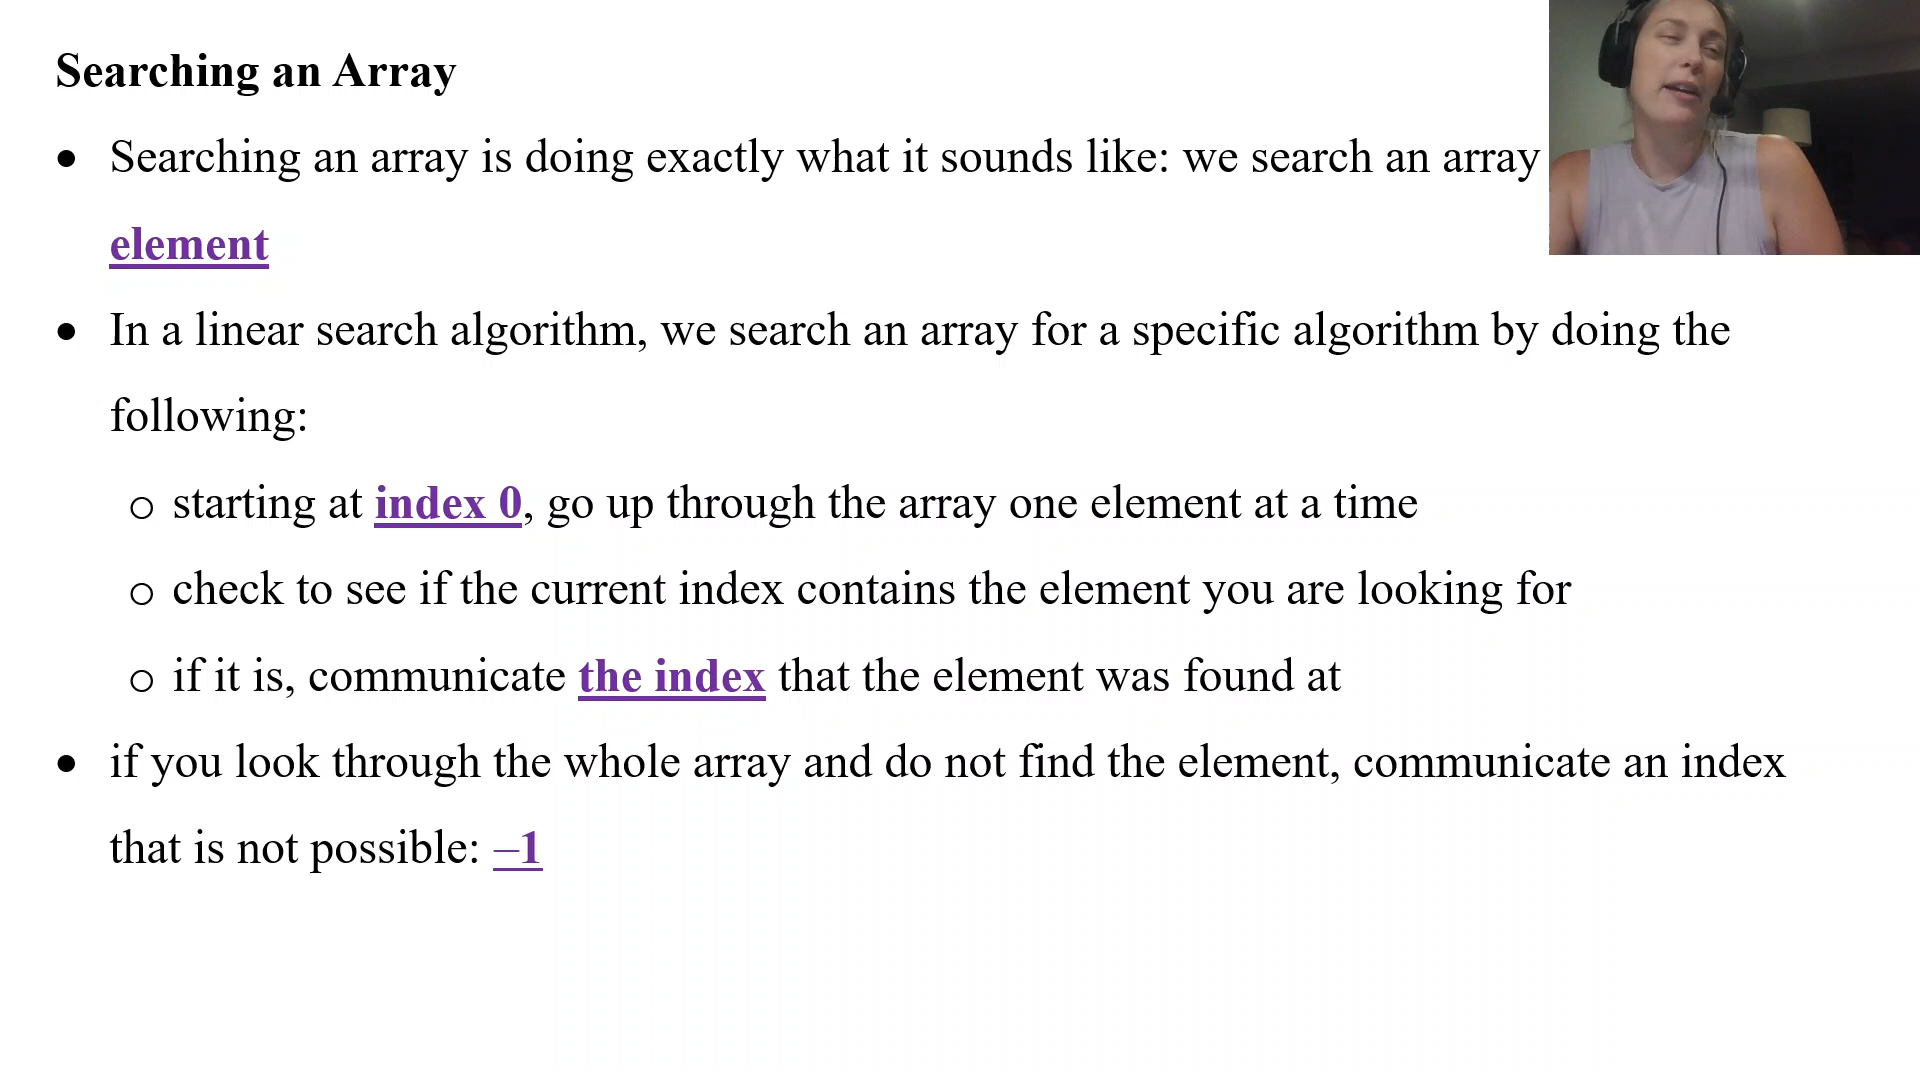 Searching an Array
• Searching an array is doing exactly what it sounds like: we search an array
element
• In a linear search algorithm, we search an array for a specific algorithm by doing the
following:
o starting at index 0, go up through the array one element at a time
o check to see if the current index contains the element you are looking for
o if it is, communicate the index that the element was found at
• if you look through the whole array and do not find the element, communicate an index
that is not possible: –1